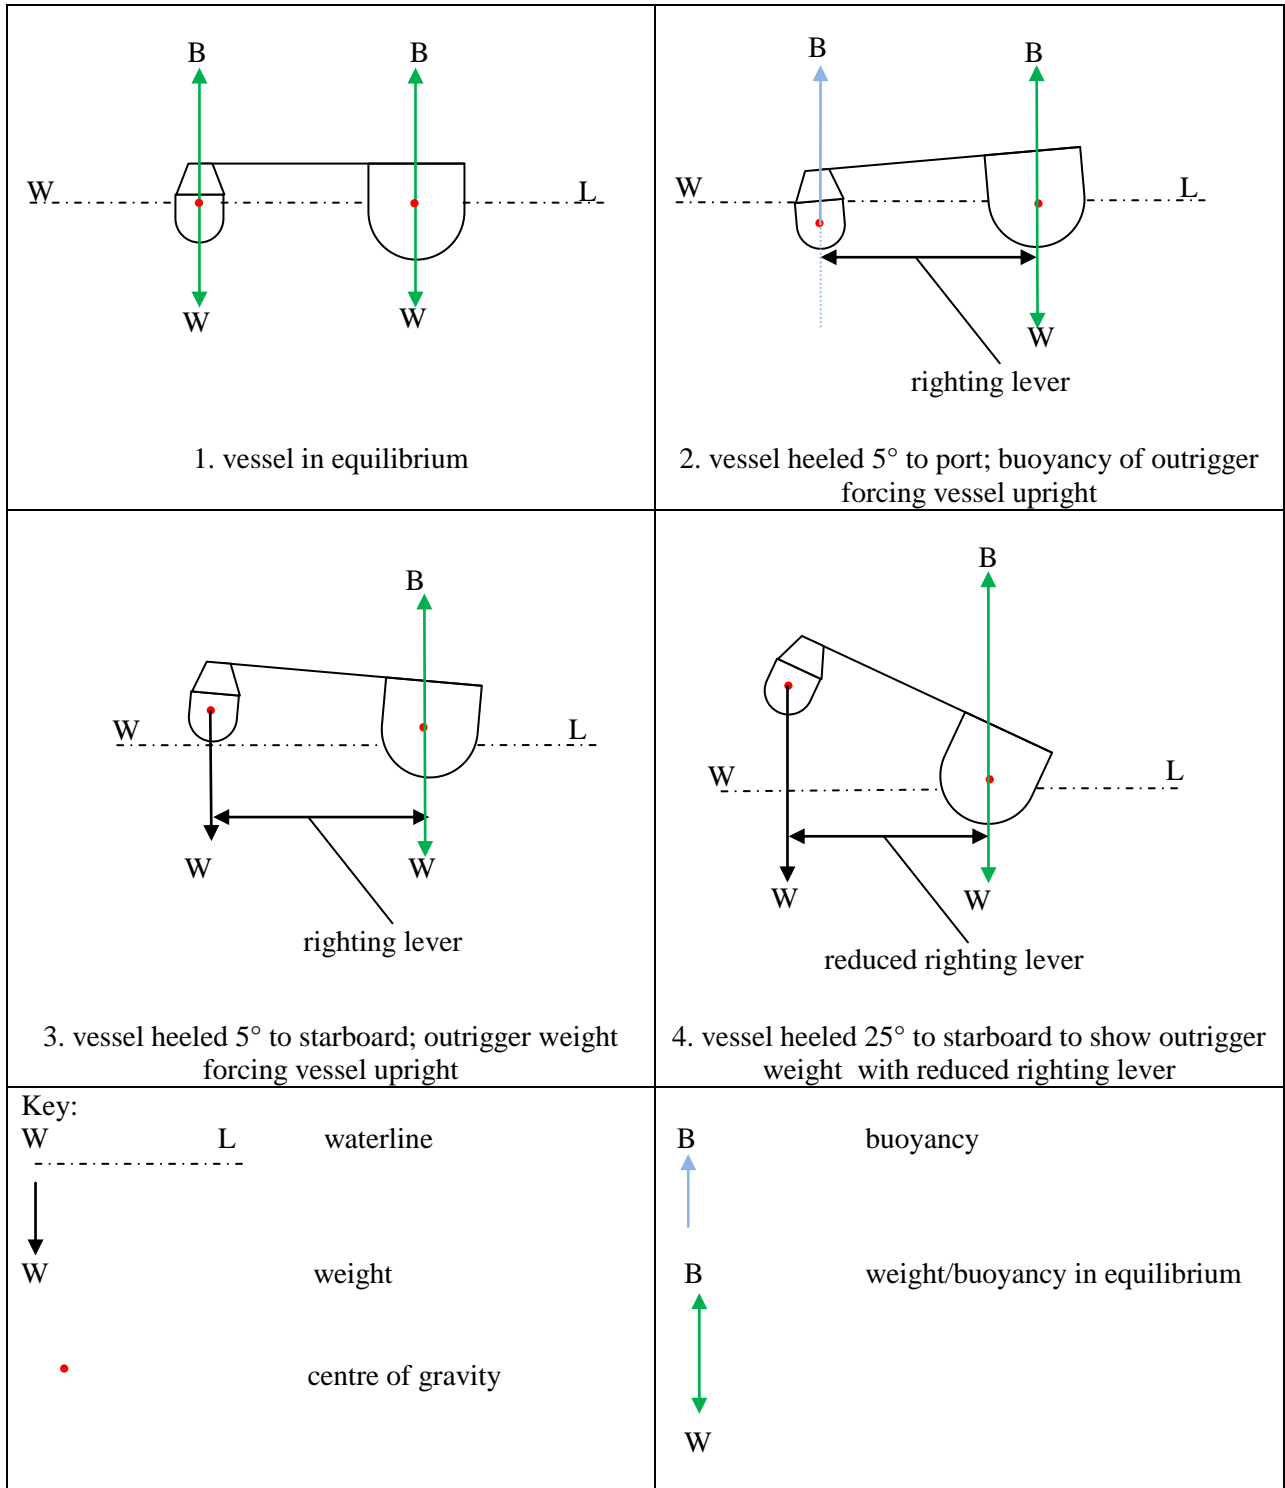 B B
W L
W W
1. vessel in equilibrium
B B
W L
W
righting lever
2. vessel heeled 5° to port; buoyancy of outrigger
forcing vessel upright
B
W L
W W
righting lever
3. vessel heeled 5° to starboard; outrigger weight
forcing vessel upright
B
W L
W W
reduced righting lever
4. vessel heeled 25° to starboard to show outrigger
weight with reduced righting lever
Key:
W L waterline
W weight
centre of gravity
B buoyancy
B weight/buoyancy in equilibrium
W